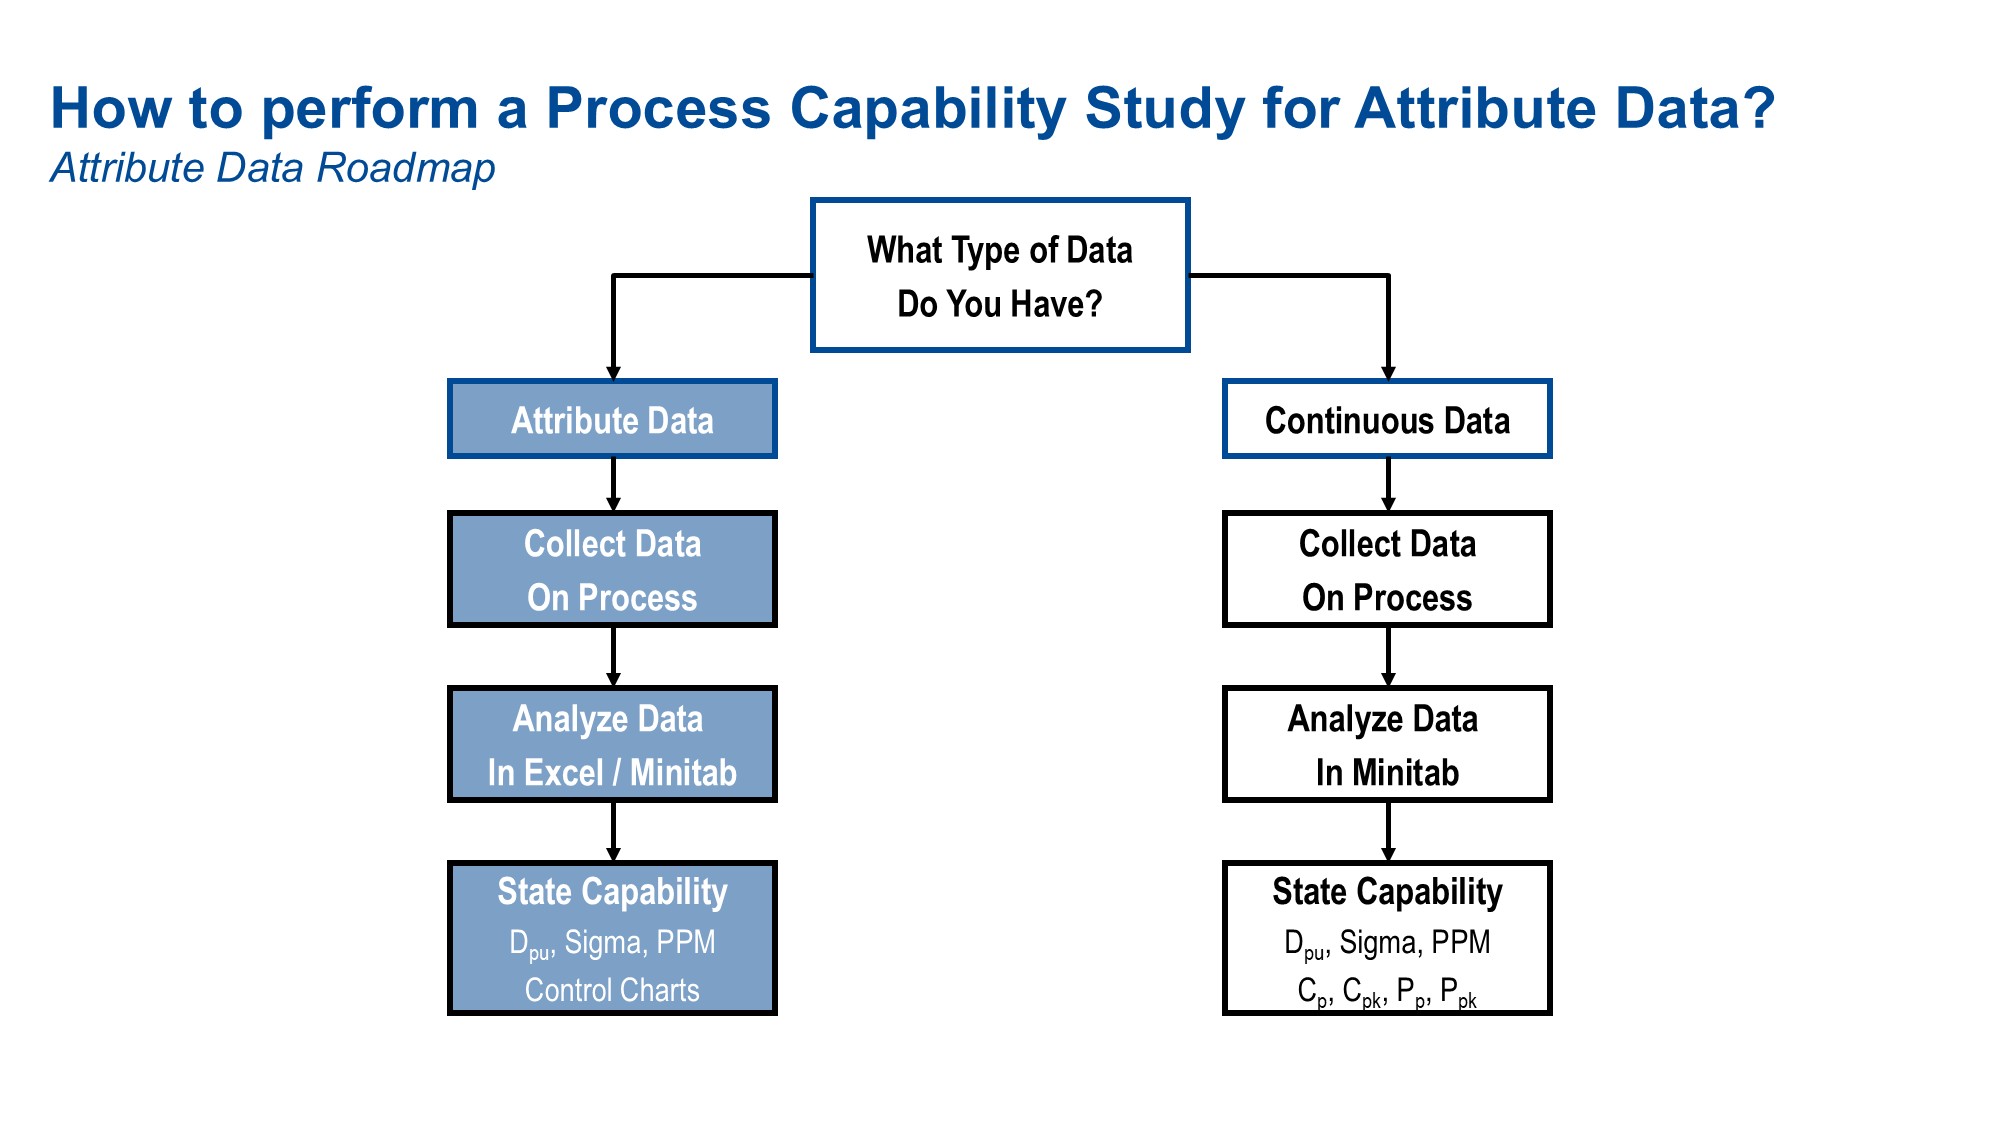 How to perform a Process Capability Study for Attribute Data?
Attribute Data Roadmap
What Type of Data
Do You Have?
Attribute Data
Collect Data
On Process
Analyze Data
In Excel / Minitab
State Capability
Dpu, Sigma, PPM
Control Charts
Continuous Data
Collect Data
On Process
Analyze Data
In Minitab
State Capability
Dpu, Sigma, PPM
Cp, Cpk, Pp, Ppk